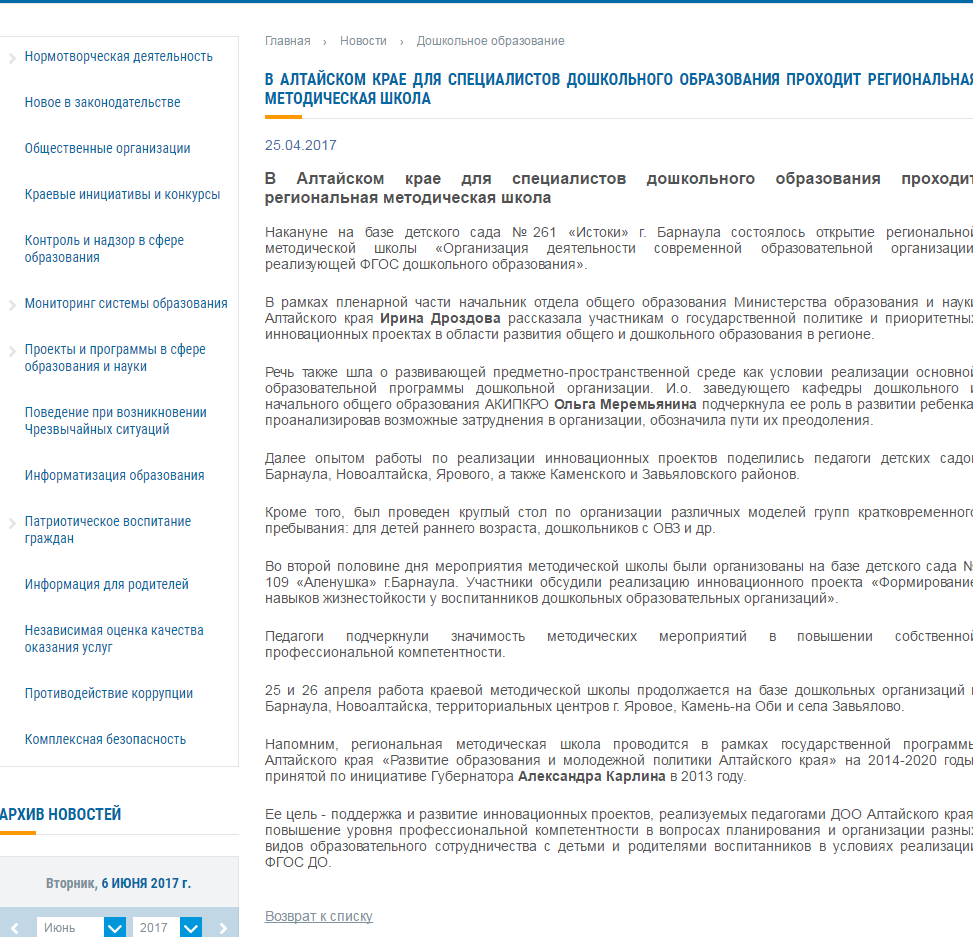 Нормотворческая деятельность
Новое в законодательстве
Общественные организации
Краевые инициативы и конкурсы
Контроль и надзор в сфере
образования
Мониторинг системы образования
Проекты и программы в сфере
образования и науки
Поведение при возникновении
Чрезвычайных ситуаций
Информатизация образования
Патриотическое воспитание
граждан
Информация для родителей
Независимая оценка качества
оказания услуг
Противодействие коррупции
Комплексная безопасность
АРХИВ НОВОСТЕЙ
Вторник, 6 ИЮНЯ 2017 г.
Июнь 2017
Главная › Новости › Дошкольное образование
В АЛТАЙСКОМ КРАЕ ДЛЯ СПЕЦИАЛИСТОВ ДОШКОЛЬНОГО ОБРАЗОВАНИЯ ПРОХОДИТ РЕГИОНАЛЬНАЯ
МЕТОДИЧЕСКАЯ ШКОЛА
25.04.2017
В Алтайском крае для специалистов дошкольного образования проходит
региональная методическая школа
Накануне на базе детского сада №261 «Истоки» г. Барнаула состоялось открытие региональной
методической школы «Организация деятельности современной образовательной организации
реализующей ФГОС дошкольного образования».
В рамках пленарной части начальник отдела общего образования Министерства образования и науки
Алтайского края Ирина Дроздова рассказала участникам о государственной политике и приоритетны
инновационных проектах в области развития общего и дошкольного образования в регионе.
Речь также шла о развивающей предметно-пространственной среде как условии реализации основной
образовательной программы дошкольной организации. И.о. заведующего кафедры дошкольного и
начального общего образования АКИПКРО Ольга Меремьянина подчеркнула ее роль в развитии ребенка
проанализировав возможные затруднения в организации, обозначила пути их преодоления.
Далее опытом работы по реализации инновационных проектов поделились педагоги детских садо
Барнаула, Новоалтайска, Ярового, а также Каменского и Завьяловского районов.
Кроме того, был проведен круглый стол по организации различных моделей групп кратковременного
пребывания: для детей раннего возраста, дошкольников с ОВЗ и др.
Во второй половине дня мероприятия методической школы были организованы на базе детского сада №
109 «Аленушка» г.Барнаула. Участники обсудили реализацию инновационного проекта «Формирование
навыков жизнестойкости у воспитанников дошкольных образовательных организаций».
Педагоги подчеркнули значимость методических мероприятий в повышении собственной
профессиональной компетентности.
25 и 26 апреля работа краевой методической школы продолжается на базе дошкольных организаций
Барнаула, Новоалтайска, территориальных центров г. Яровое, Камень-на Оби и села Завьялово.
Напомним, региональная методическая школа проводится в рамках государственной программы
Алтайского края «Развитие образования и молодежной политики Алтайского края» на 2014-2020 годы
принятой по инициативе Губернатора Александра Карлина в 2013 году.
Ее цель - поддержка и развитие инновационных проектов, реализуемых педагогами ДОО Алтайского края
повышение уровня профессиональной компетентности в вопросах планирования и организации разны
видов образовательного сотрудничества с детьми и родителями воспитанников в условиях реализации
ФГОС ДО.
Возврат к списку